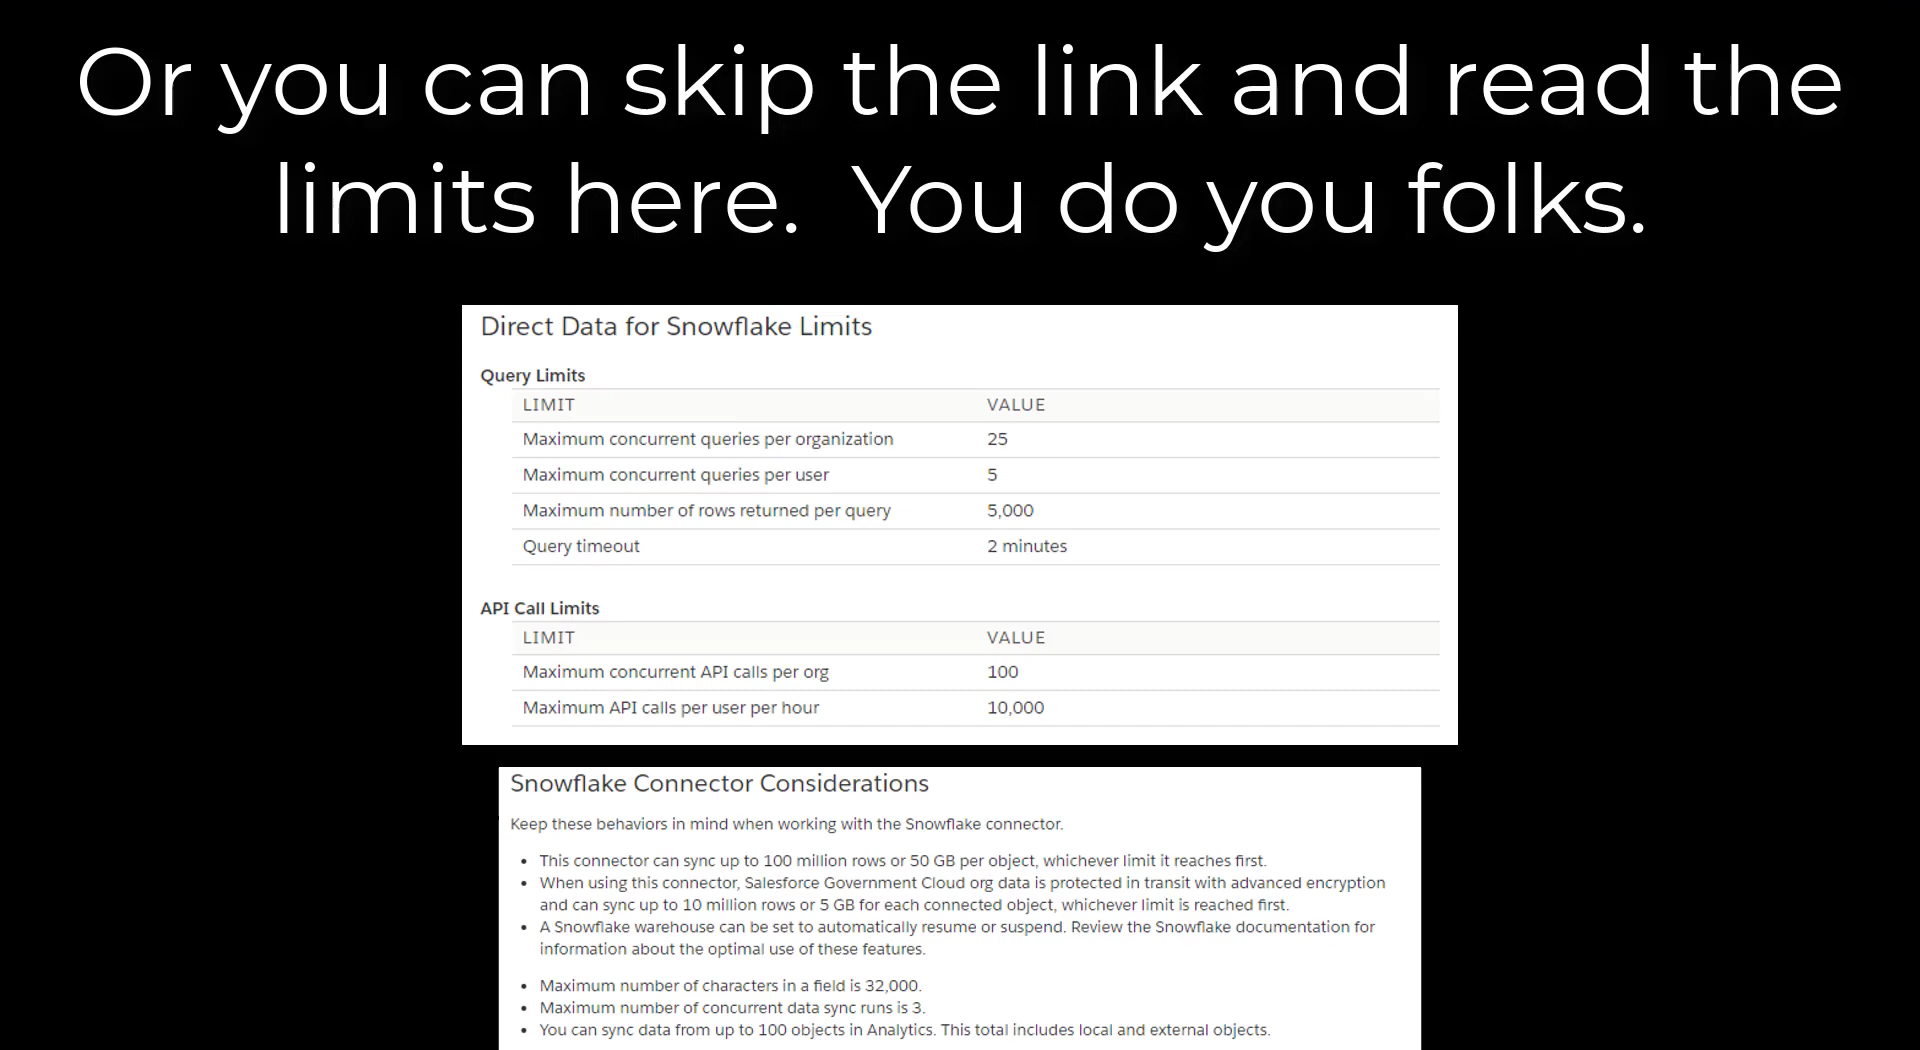 Or you can skip the link and read the
limits here.  You do you folks.
Direct Data for Snowflake Limits
Query Limits
LIMIT VALUE
Maximum concurrent queries per organization 25
Maximum concurrent queries per user 5
Maximum number of rows returned per query 5,000
Query timeout 2 minutes
API Call Limits
LIMIT VALUE
Maximum concurrent API calls per org 100
Maximum API calls per user per hour 10,000
Snowflake Connector Considerations
Keep these behaviors in mind when working with the Snowflake connector.
• This connector can sync up to 100 million rows or 50 GB per object, whichever limit it reaches first.
• When using this connector, Salesforce Government Cloud org data is protected in transit with advanced encryption
and can sync up to 10 million rows or 5 GB for each connected object, whichever limit is reached first.
• A Snowflake warehouse can be set to automatically resume or suspend. Review the Snowflake documentation for
information about the optimal use of these features.
• Maximum number of characters in a field is 32,000.
• Maximum number of concurrent data sync runs is 3.
• You can sync data from up to 100 objects in Analytics. This total includes local and external objects.